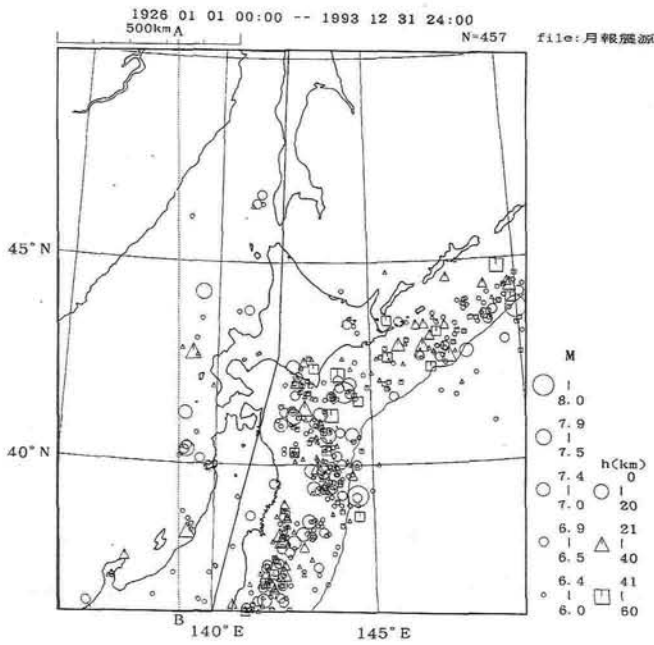 1926 01 01 00:00 -- 1993 12 31 24:00
500km A
N=457 file:月報震源
45°N
40°N
B
140°E
145°E
M
|
8.0
7.9
|
7.5
7.4
|
7.0
6.9
|
6.5
6.4
|
6.0
h(km)
0
|
20
21
|
40
41
|
60